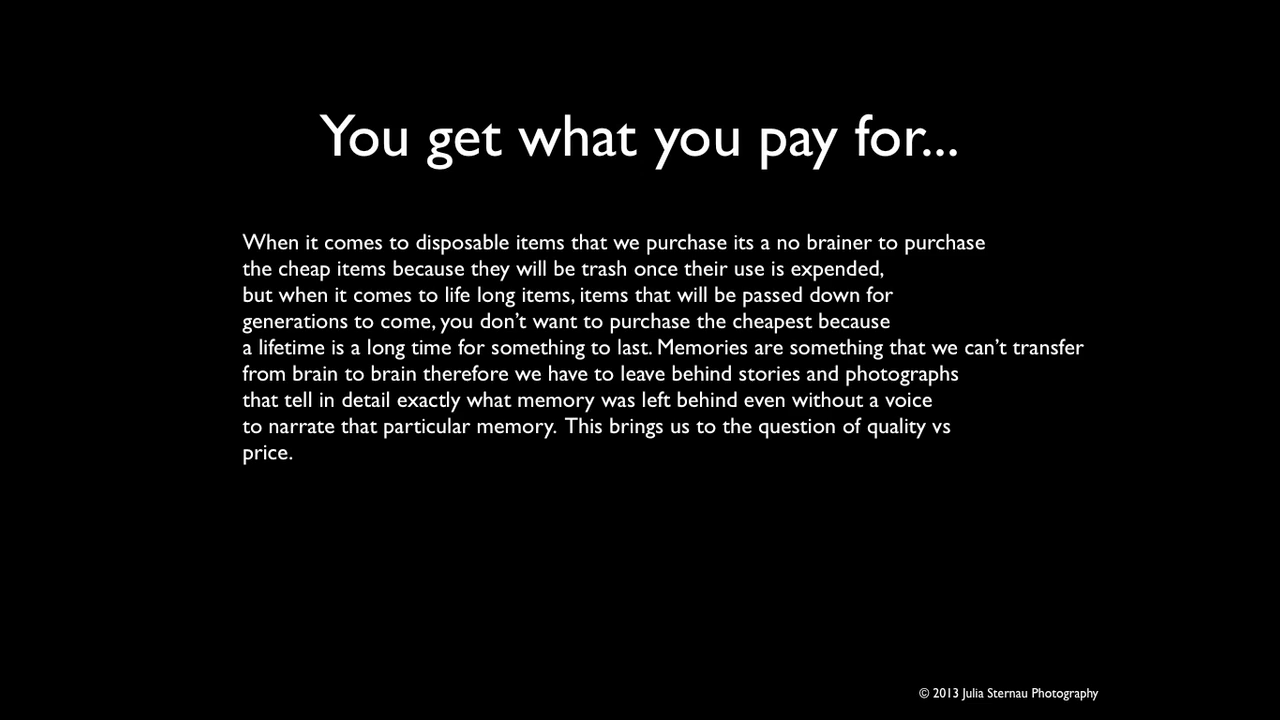 You get what you pay for...
When it comes to disposable items that we purchase its a no brainer to purchase
the cheap items because they will be trash once their use is expended,
but when it comes to life long items, items that will be passed down for
generations to come, you don’t want to purchase the cheapest because
a lifetime is a long time for something to last. Memories are something that we can’t transfer
from brain to brain therefore we have to leave behind stories and photographs
that tell in detail exactly what memory was left behind even without a voice
to narrate that particular memory.  This brings us to the question of quality vs
price.
© 2013 Julia Sternau Photography